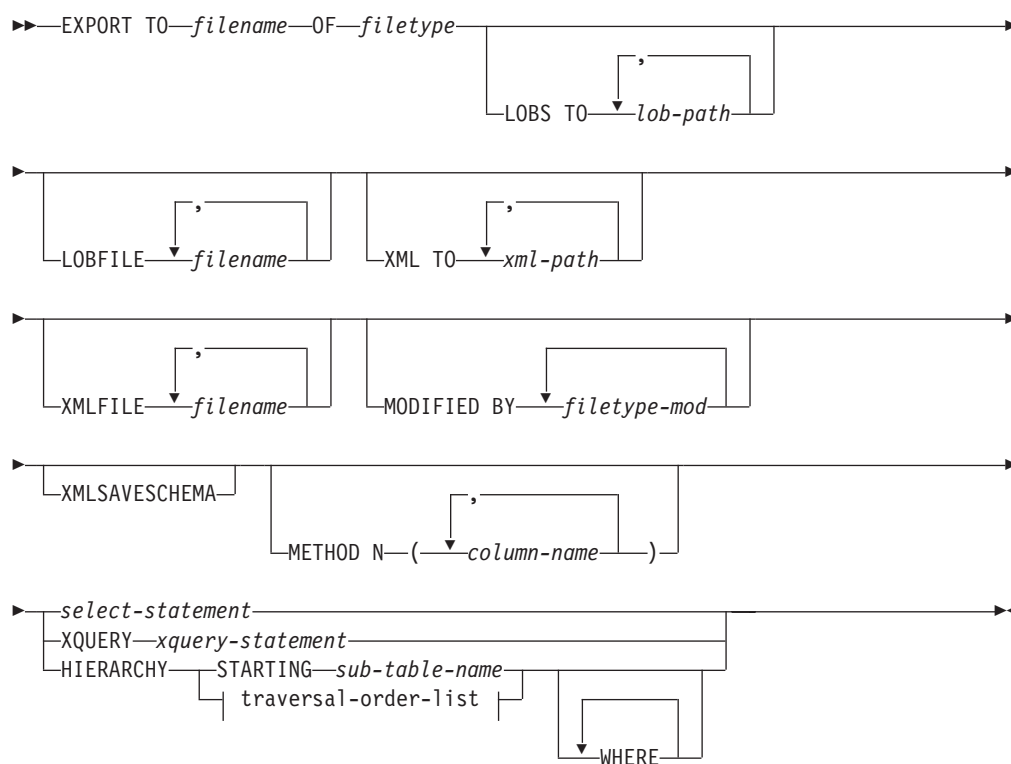 EXPORT TO filename OF filetype
,
LOBS TO lob-path
, ,
LOBFILE filename XML TO xml-path
,
XMLFILE filename MODIFIED BY filetype-mod
XMLSAVESCHEMA
,
METHOD N ( column-name )
select-statement
XQUERY xquery-statement
HIERARCHY STARTING sub-table-name
traversal-order-list
WHERE